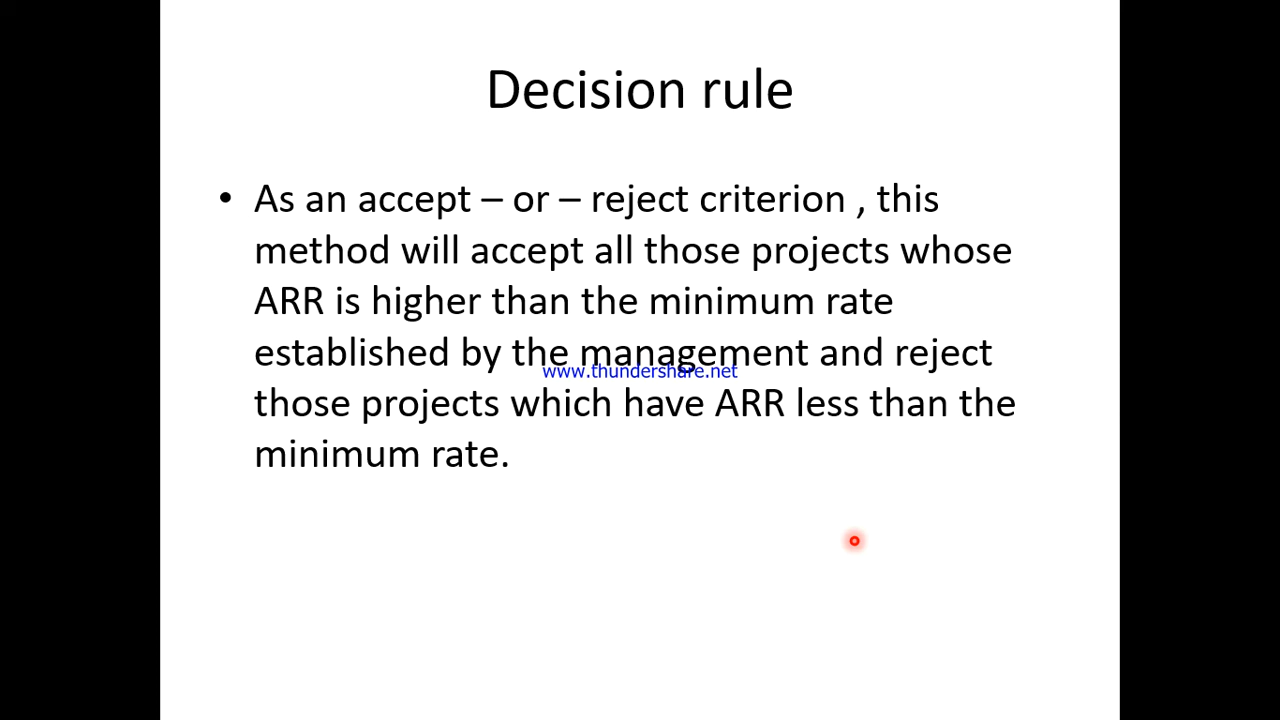 Decision rule
• As an accept – or – reject criterion , this
method will accept all those projects whose
ARR is higher than the minimum rate
established by the management and reject
www.thundershare.net
those projects which have ARR less than the
minimum rate.